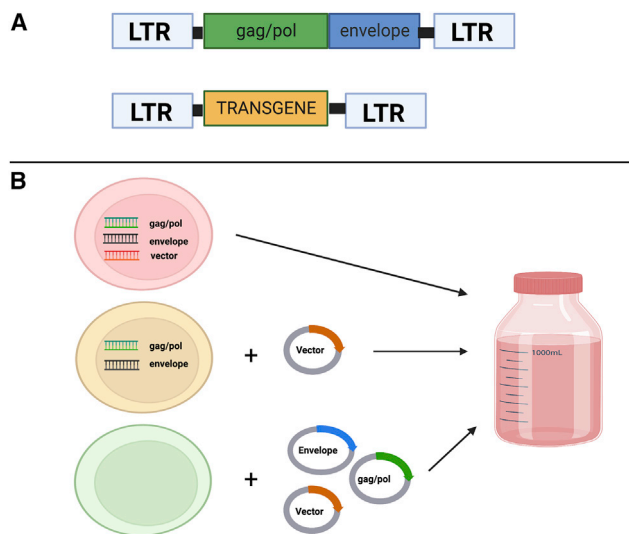 A
LTR gag/pol envelope LTR
LTR TRANSGENE LTR
B
gag/pol
envelope
vector
gag/pol
envelope
+
Vector
1000mL
+
Envelope
gag/pol
Vector